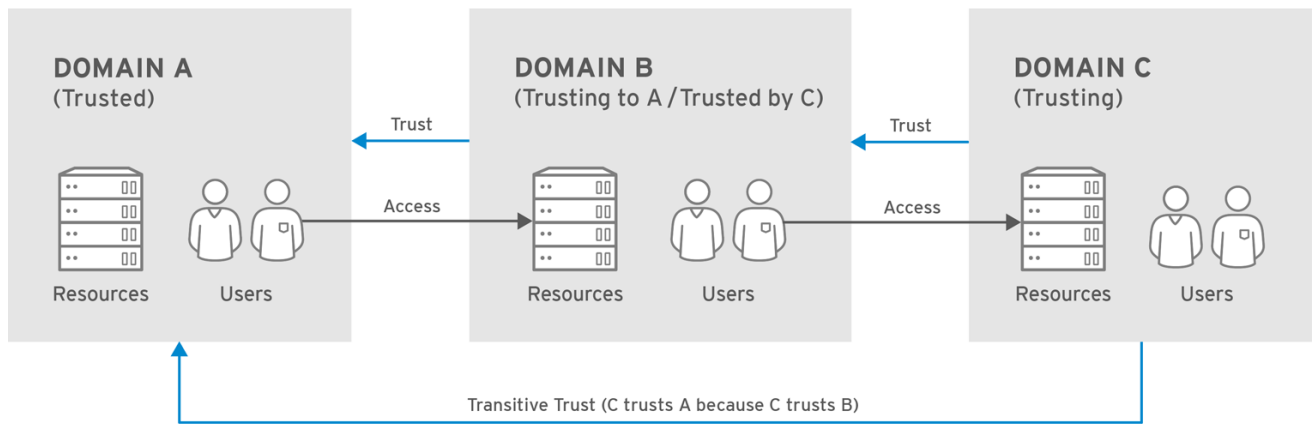 DOMAIN A
(Trusted)
DOMAIN B
(Trusting to A / Trusted by C)
DOMAIN C
(Trusting)
Trust
Trust
Access
Access
Resources
Users
Resources
Users
Resources
Users
Transitive Trust (C trusts A because C trusts B)